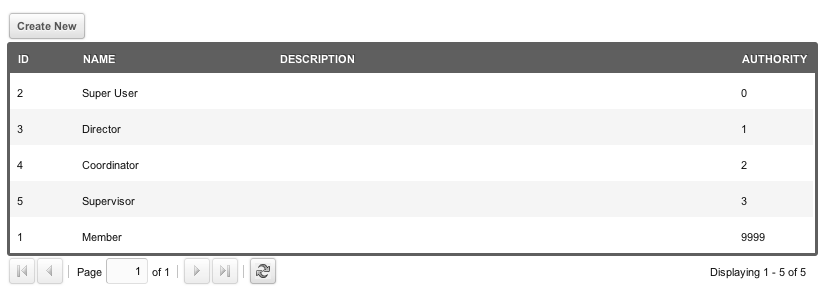 Create New
ID NAME DESCRIPTION AUTHORITY
2 Super User 0
3 Director 1
4 Coordinator 2
5 Supervisor 3
1 Member 9999
Page 1 of 1 Displaying 1 - 5 of 5